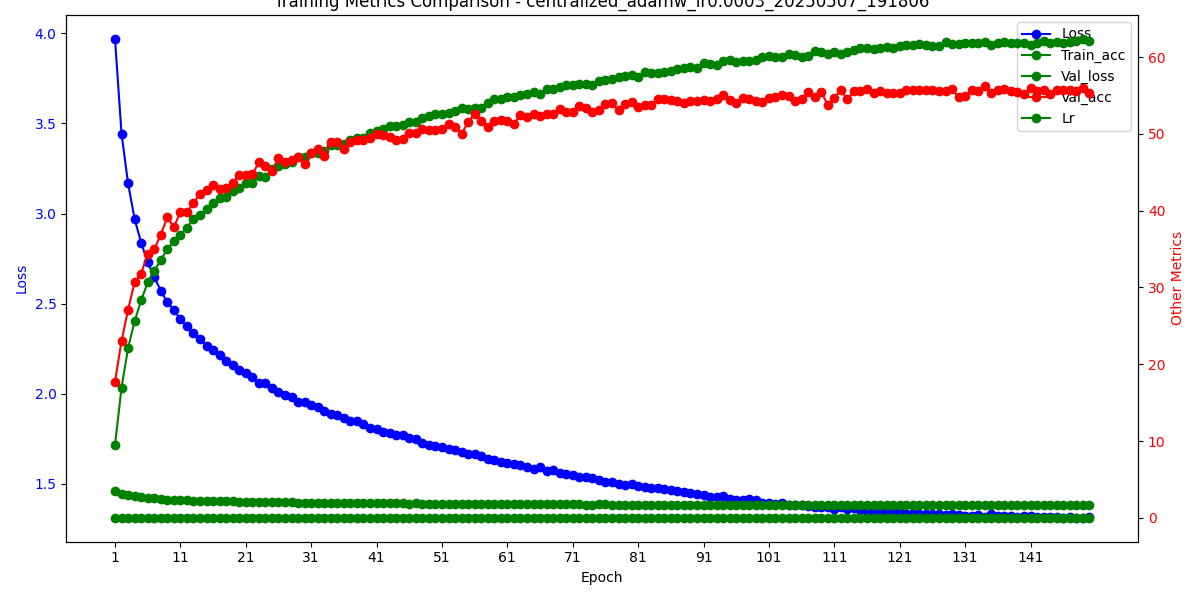 Training Metrics Comparison - centralized_adamw_lr0.0003_20250507_191806
4.0
3.5
3.0
2.5
2.0
1.5
Loss
Loss
Train_acc
Val_loss
Val_acc
Lr
60
50
40
30
20
10
0
Other Metrics
1 11 21 31 41 51 61 71 81 91 101 111 121 131 141
Epoch